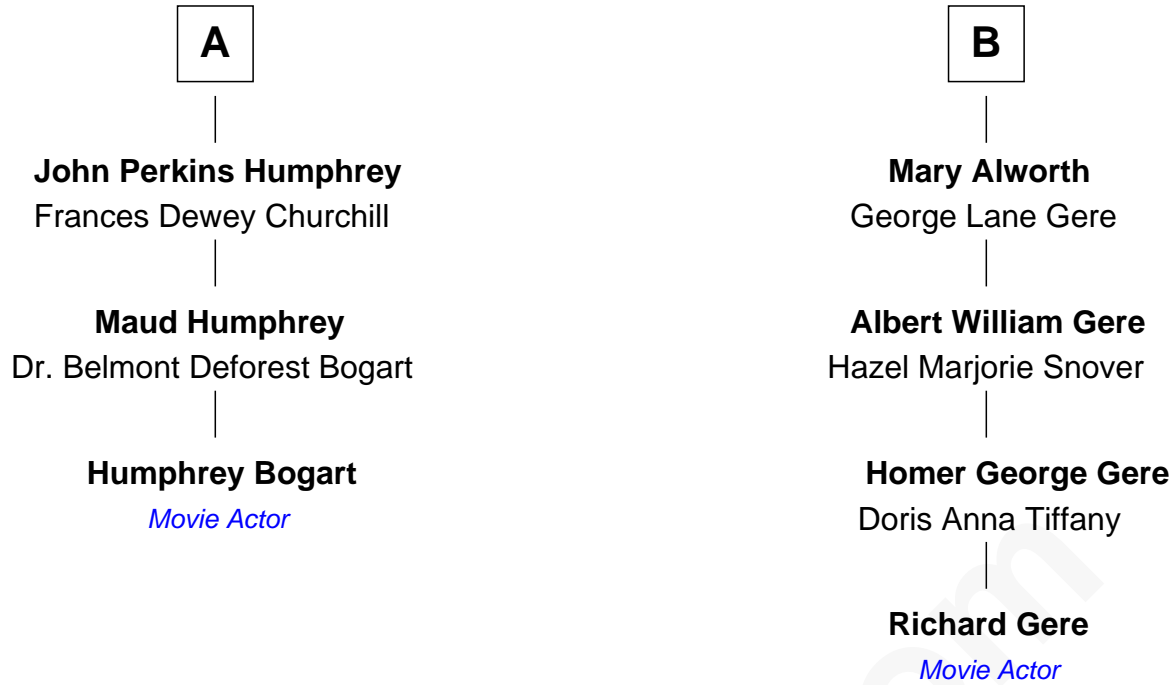 A
John Perkins Humphrey
Frances Dewey Churchill
Maud Humphrey
Dr. Belmont Deforest Bogart
Humphrey Bogart
Movie Actor
B
Mary Alworth
George Lane Gere
Albert William Gere
Hazel Marjorie Snover
Homer George Gere
Doris Anna Tiffany
Richard Gere
Movie Actor
om